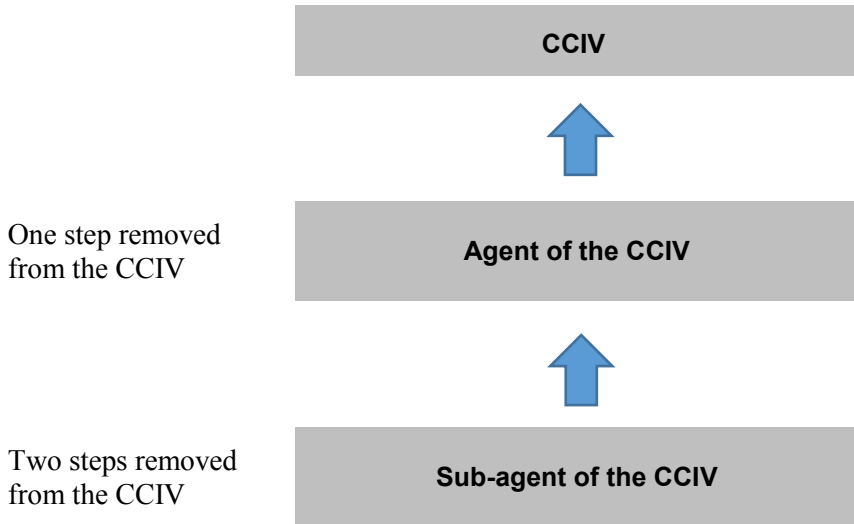 CCIV
One step removed
from the CCIV
Agent of the CCIV
Two steps removed
from the CCIV
Sub-agent of the CCIV